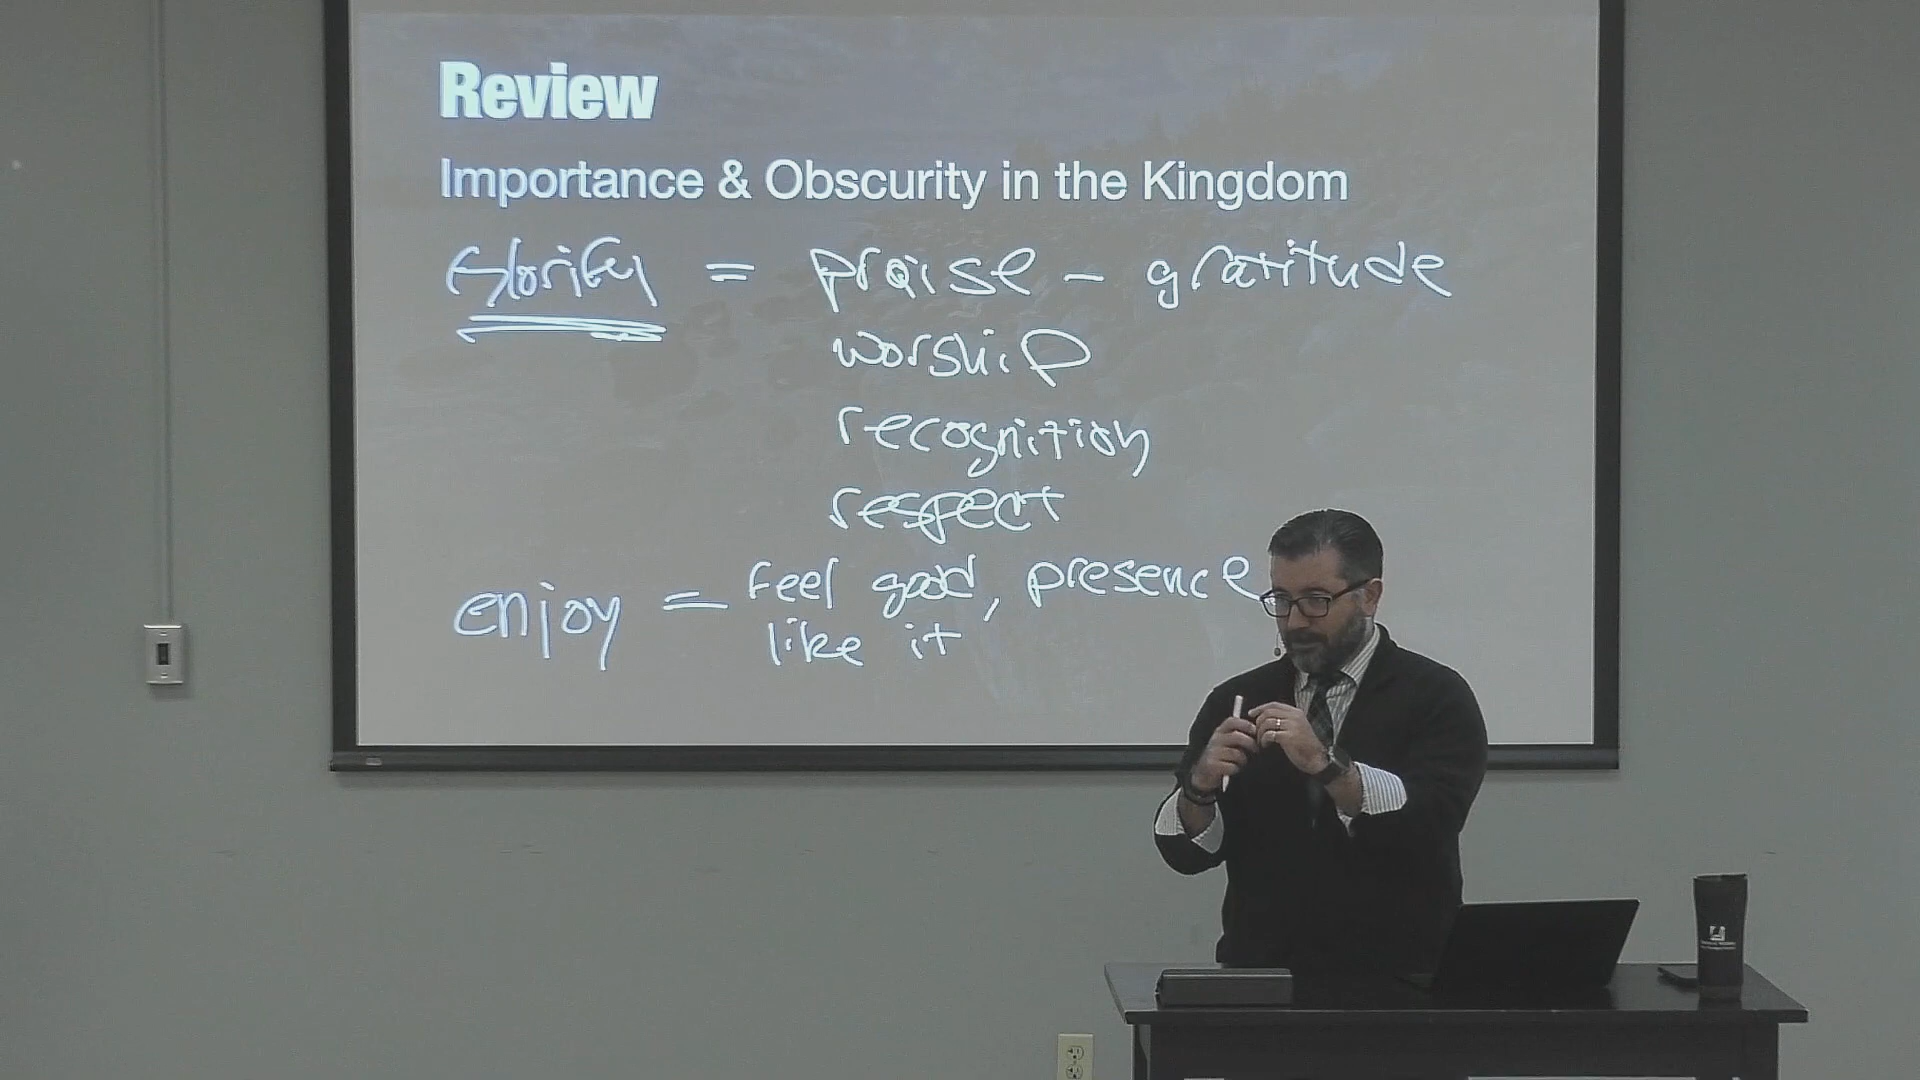 Review
Importance & Obscurity in the Kingdom
Glorify = praise - gratitude
worship
recognition
respect
enjoy = feel good, presence
like it